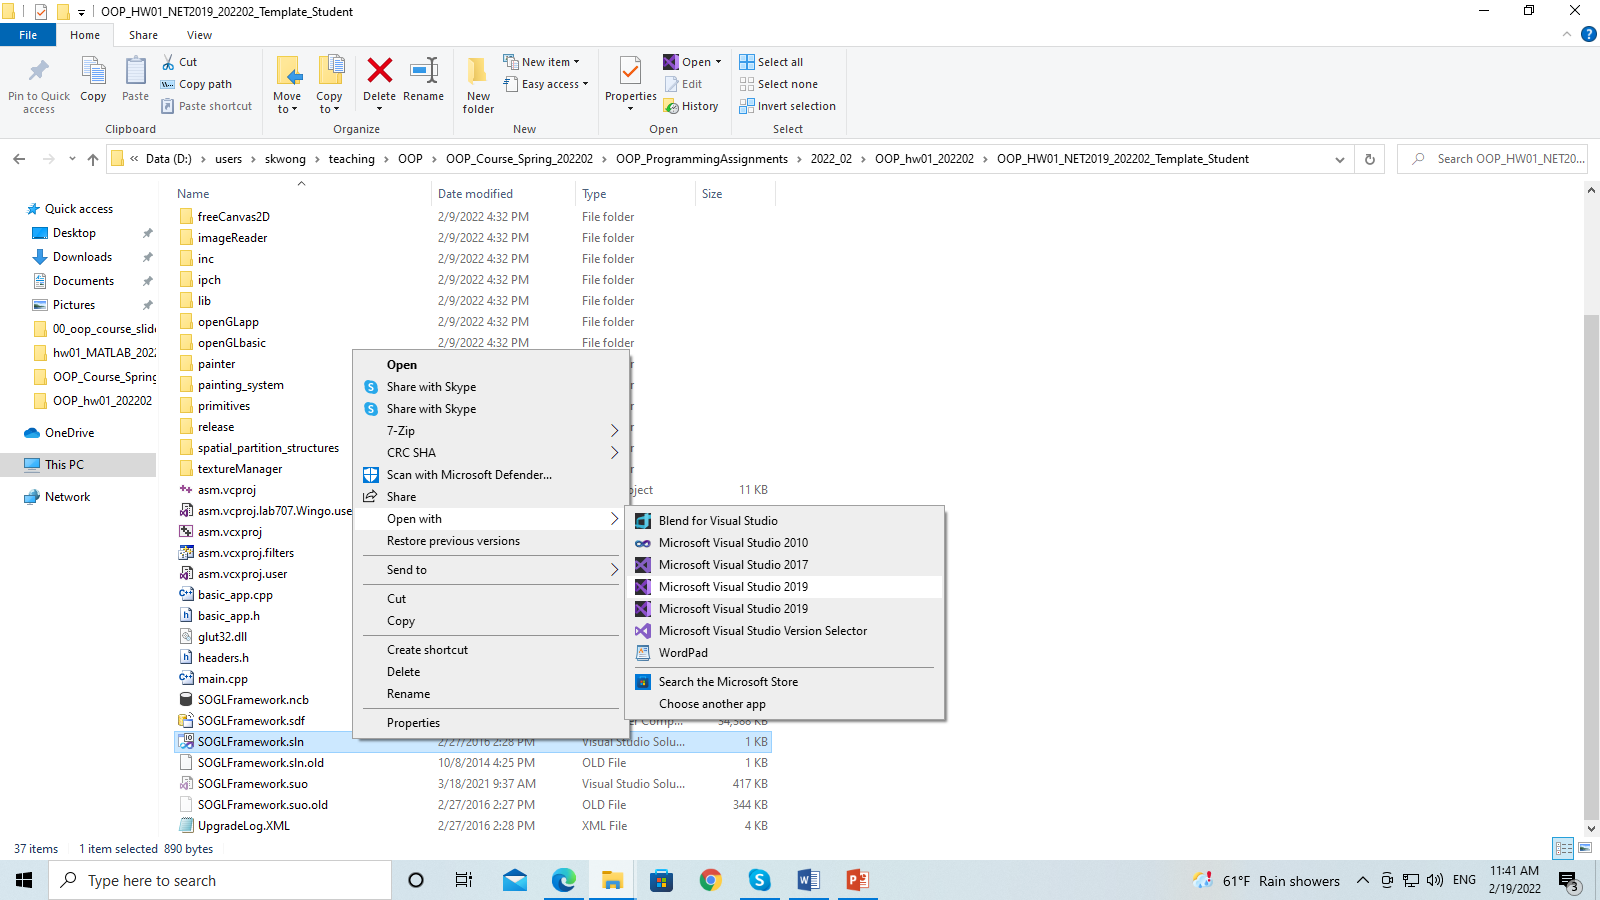 OOP_HW01_NET2019_202202_Template_Student
File Home Share View
Pin to Quick access
Copy
Paste
Cut
Copy path
Paste shortcut
Clipboard
Move to
Copy to
Delete
Rename
Organize
New folder
New item
Easy access
New
Properties
Open
Edit
History
Open
Select all
Select none
Invert selection
Select
« Data (D:) › users › skwong › teaching › OOP › OOP_Course_Spring_202202 › OOP_ProgrammingAssignments › 2022_02 › OOP_hw01_202202 › OOP_HW01_NET2019_202202_Template_Student
Search OOP_HW01_NET20...
Quick access
Desktop
Downloads
Documents
Pictures
00_oop_course_slide
hw01_MATLAB_2022
OOP_Course_Spring
OOP_hw01_202202
OneDrive
This PC
Network
Name Date modified Type Size
freeCanvas2D 2/9/2022 4:32 PM File folder
imageReader 2/9/2022 4:32 PM File folder
inc 2/9/2022 4:32 PM File folder
ipch 2/9/2022 4:32 PM File folder
lib 2/9/2022 4:32 PM File folder
openGLapp 2/9/2022 4:32 PM File folder
openGLbasic 2/9/2022 4:32 PM File folder
painter
painting_system
primitives
release
spatial_partition_structures
textureManager
asm.vcproj 11 KB
asm.vcproj.lab707.Wingo.use
asm.vcxproj
asm.vcxproj.filters
asm.vcxproj.user
basic_app.cpp
basic_app.h
glut32.dll
headers.h
main.cpp
SOGLFramework.ncb
SOGLFramework.sdf
SOGLFramework.sln 2/27/2016 2:28 PM Visual Studio Solu... 1 KB
SOGLFramework.sln.old 10/8/2014 4:25 PM OLD File 1 KB
SOGLFramework.suo 3/18/2021 9:37 AM Visual Studio Solu... 417 KB
SOGLFramework.suo.old 2/27/2016 2:27 PM OLD File 344 KB
UpgradeLog.XML 2/27/2016 2:28 PM XML File 4 KB
Open
Share with Skype
Share with Skype
7-Zip
CRC SHA
Scan with Microsoft Defender...
Share
Open with
Restore previous versions
Send to
Cut
Copy
Create shortcut
Delete
Rename
Properties
Blend for Visual Studio
Microsoft Visual Studio 2010
Microsoft Visual Studio 2017
Microsoft Visual Studio 2019
Microsoft Visual Studio 2019
Microsoft Visual Studio Version Selector
WordPad
Search the Microsoft Store
Choose another app
37 items 1 item selected 890 bytes
Type here to search
61°F Rain showers
ENG
11:41 AM
2/19/2022
3